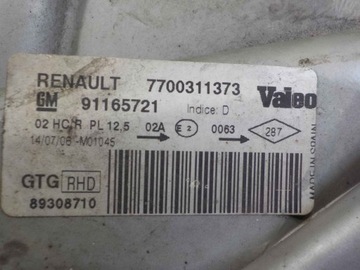 RENAULT 7700311373
GM 91165721 Indice: D Valeo
02 HC/R PL 12,5 02A E2 0063 287
14/07/06 -M01045
GTG RHD
89308710
MADE IN SPAIN